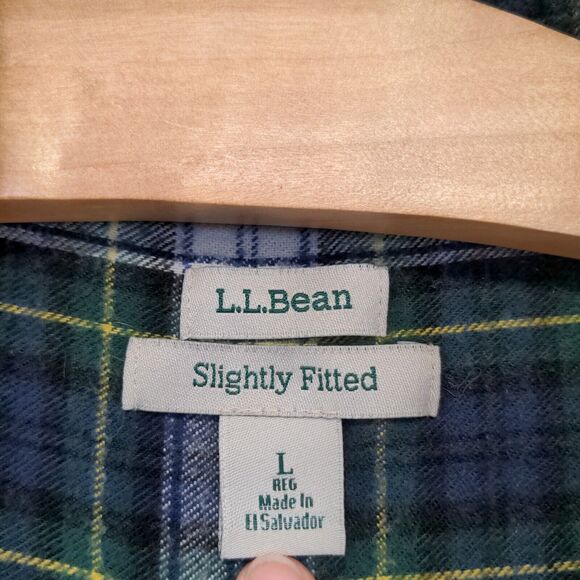 L.L.Bean
Slightly Fitted
L
REG
Made In
El Salvador